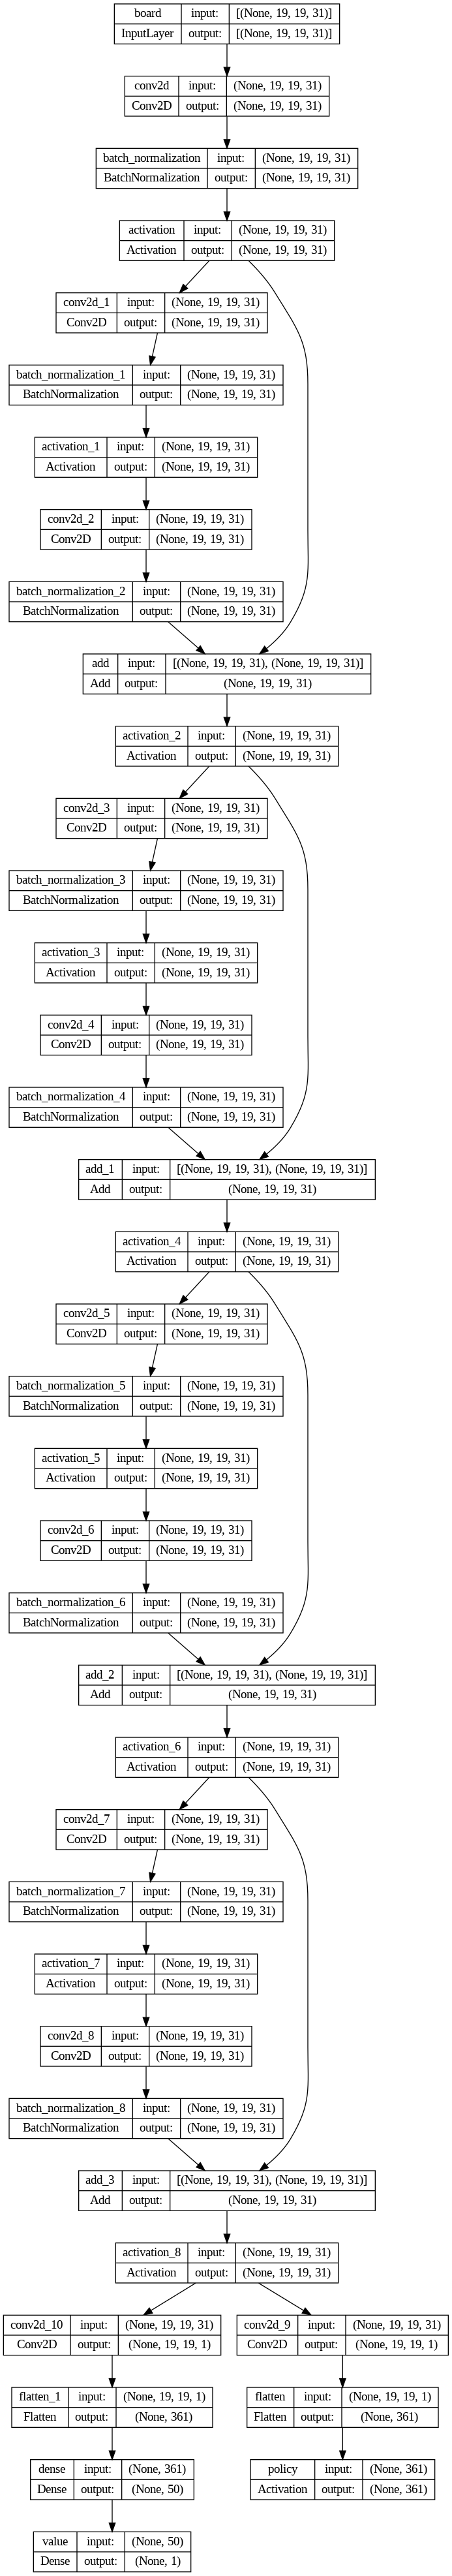 board input: [(None, 19, 19, 31)]
InputLayer output: [(None, 19, 19, 31)]
conv2d input: (None, 19, 19, 31)
Conv2D output: (None, 19, 19, 31)
batch_normalization input: (None, 19, 19, 31)
BatchNormalization output: (None, 19, 19, 31)
activation input: (None, 19, 19, 31)
Activation output: (None, 19, 19, 31)
conv2d_1 input: (None, 19, 19, 31)
Conv2D output: (None, 19, 19, 31)
batch_normalization_1 input: (None, 19, 19, 31)
BatchNormalization output: (None, 19, 19, 31)
activation_1 input: (None, 19, 19, 31)
Activation output: (None, 19, 19, 31)
conv2d_2 input: (None, 19, 19, 31)
Conv2D output: (None, 19, 19, 31)
batch_normalization_2 input: (None, 19, 19, 31)
BatchNormalization output: (None, 19, 19, 31)
add input: [(None, 19, 19, 31), (None, 19, 19, 31)]
Add output: (None, 19, 19, 31)
activation_2 input: (None, 19, 19, 31)
Activation output: (None, 19, 19, 31)
conv2d_3 input: (None, 19, 19, 31)
Conv2D output: (None, 19, 19, 31)
batch_normalization_3 input: (None, 19, 19, 31)
BatchNormalization output: (None, 19, 19, 31)
activation_3 input: (None, 19, 19, 31)
Activation output: (None, 19, 19, 31)
conv2d_4 input: (None, 19, 19, 31)
Conv2D output: (None, 19, 19, 31)
batch_normalization_4 input: (None, 19, 19, 31)
BatchNormalization output: (None, 19, 19, 31)
add_1 input: [(None, 19, 19, 31), (None, 19, 19, 31)]
Add output: (None, 19, 19, 31)
activation_4 input: (None, 19, 19, 31)
Activation output: (None, 19, 19, 31)
conv2d_5 input: (None, 19, 19, 31)
Conv2D output: (None, 19, 19, 31)
batch_normalization_5 input: (None, 19, 19, 31)
BatchNormalization output: (None, 19, 19, 31)
activation_5 input: (None, 19, 19, 31)
Activation output: (None, 19, 19, 31)
conv2d_6 input: (None, 19, 19, 31)
Conv2D output: (None, 19, 19, 31)
batch_normalization_6 input: (None, 19, 19, 31)
BatchNormalization output: (None, 19, 19, 31)
add_2 input: [(None, 19, 19, 31), (None, 19, 19, 31)]
Add output: (None, 19, 19, 31)
activation_6 input: (None, 19, 19, 31)
Activation output: (None, 19, 19, 31)
conv2d_7 input: (None, 19, 19, 31)
Conv2D output: (None, 19, 19, 31)
batch_normalization_7 input: (None, 19, 19, 31)
BatchNormalization output: (None, 19, 19, 31)
activation_7 input: (None, 19, 19, 31)
Activation output: (None, 19, 19, 31)
conv2d_8 input: (None, 19, 19, 31)
Conv2D output: (None, 19, 19, 31)
batch_normalization_8 input: (None, 19, 19, 31)
BatchNormalization output: (None, 19, 19, 31)
add_3 input: [(None, 19, 19, 31), (None, 19, 19, 31)]
Add output: (None, 19, 19, 31)
activation_8 input: (None, 19, 19, 31)
Activation output: (None, 19, 19, 31)
conv2d_10 input: (None, 19, 19, 31)
Conv2D output: (None, 19, 19, 1)
conv2d_9 input: (None, 19, 19, 31)
Conv2D output: (None, 19, 19, 1)
flatten_1 input: (None, 19, 19, 1)
Flatten output: (None, 361)
flatten input: (None, 19, 19, 1)
Flatten output: (None, 361)
dense input: (None, 361)
Dense output: (None, 50)
policy input: (None, 361)
Activation output: (None, 361)
value input: (None, 50)
Dense output: (None, 1)